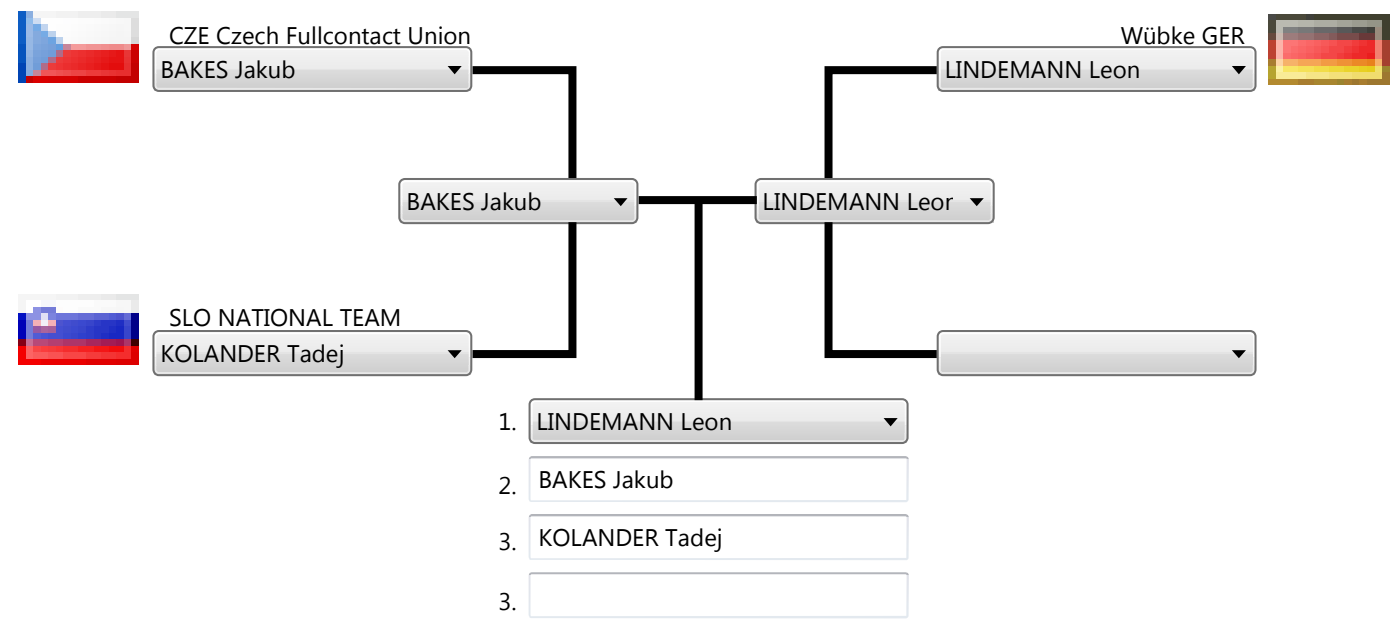 CZE Czech Fullcontact Union
BAKES Jakub
Wübke GER
LINDEMANN Leon
BAKES Jakub
LINDEMANN Leor
SLO NATIONAL TEAM
KOLANDER Tadej
1. LINDEMANN Leon
2. BAKES Jakub
3. KOLANDER Tadej
3.